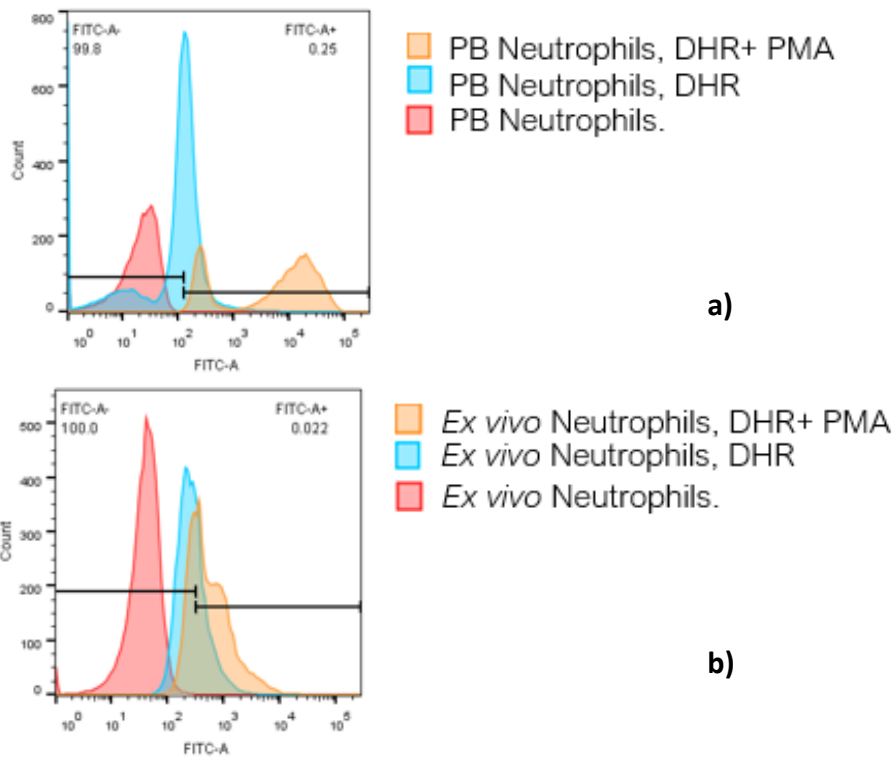 800
600
400
200
0
Count
FITC-A-
99.8
FITC-A+
0.25
10^0 10^1 10^2 10^3 10^4 10^5
FITC-A
PB Neutrophils, DHR+ PMA
PB Neutrophils, DHR
PB Neutrophils.
a)
500
400
300
200
100
0
Count
FITC-A-
100.0
FITC-A+
0.022
10^0 10^1 10^2 10^3 10^4 10^5
FITC-A
Ex vivo Neutrophils, DHR+ PMA
Ex vivo Neutrophils, DHR
Ex vivo Neutrophils.
b)